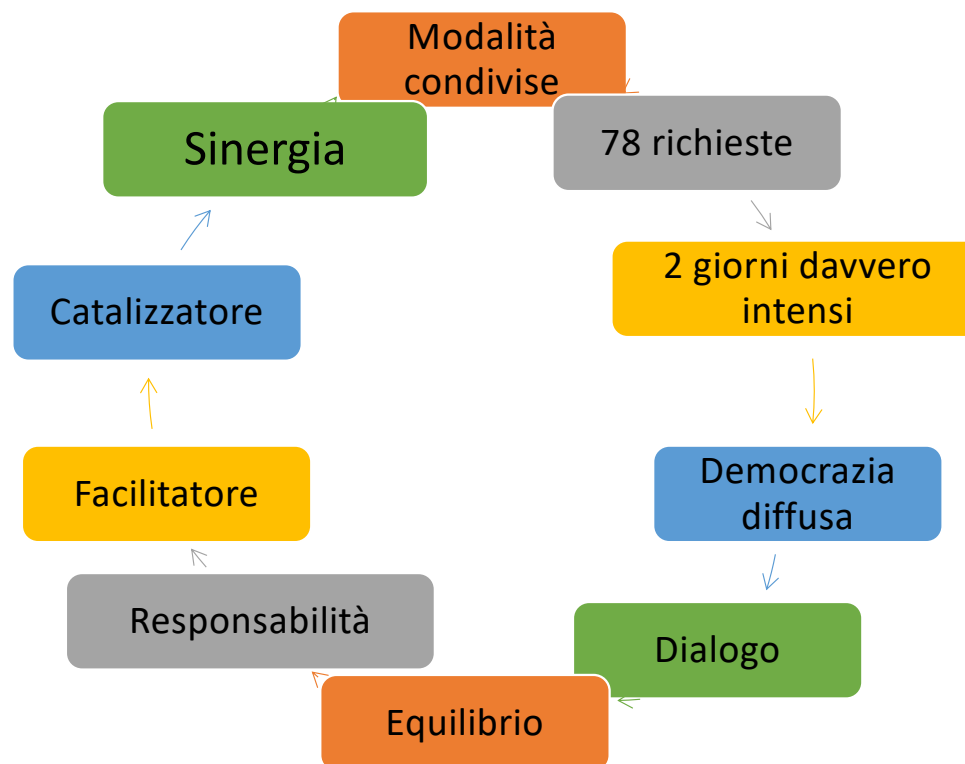 Modalità
condivise
78 richieste
2 giorni davvero
intensi
Democrazia
diffusa
Dialogo
Equilibrio
Responsabilità
Facilitatore
Catalizzatore
Sinergia